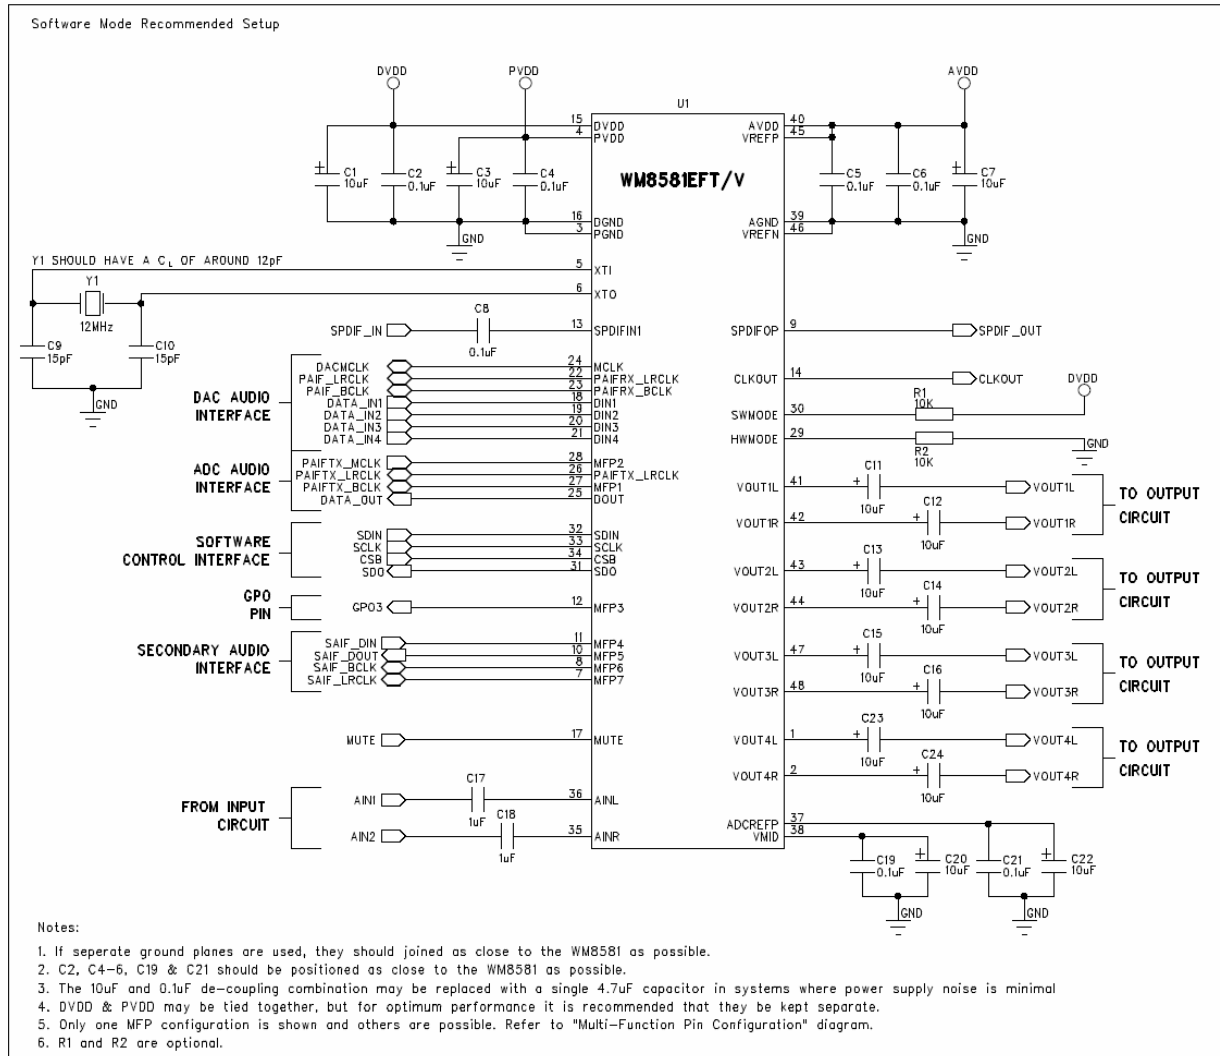 Software Mode Recommended Setup
DVDD
PVDD
AVDD
U1
WM8581EFT/V
15 DVDD
4 PVDD
AVDD 40
VREFP 45
C1 10uF
C2 0.1uF
C3 10uF
C4 0.1uF
C5 0.1uF
C6 0.1uF
C7 10uF
16 DGND
3 PGND
AGND 39
VREFN 46
GND
GND
Y1 SHOULD HAVE A CL OF AROUND 12pF
5 XTI
6 XTO
Y1
12MHz
C9 15pF
C10 15pF
GND
SPDIF_IN
C8
0.1uF
13 SPDIFIN1
SPDIFOP 9 SPDIF_OUT
CLKOUT 14 CLKOUT
DAC AUDIO
INTERFACE
DACMCLK 24 MCLK
PAIF_LRCLK 22 PAIFRX_LRCLK
PAIF_BCLK 23 PAIFRX_BCLK
DATA_IN1 18 DIN1
DATA_IN2 19 DIN2
DATA_IN3 20 DIN3
DATA_IN4 21 DIN4
DVDD
SWMODE 30
R1
10K
HWMODE 29
R2
10K
GND
ADC AUDIO
INTERFACE
PAIFTX_MCLK 28 MFP2
PAIFTX_LRCLK 26 PAIFTX_LRCLK
PAIFTX_BCLK 27 MFP1
DATA_OUT 25 DOUT
SOFTWARE
CONTROL INTERFACE
SDIN 32 SDIN
SCLK 33 SCLK
CSB 34 CSB
SDO 31 SDO
GPO
PIN
GPO3 12 MFP3
SECONDARY AUDIO
INTERFACE
SAIF_DIN 11 MFP4
SAIF_DOUT 10 MFP5
SAIF_BCLK 8 MFP6
SAIF_LRCLK 7 MFP7
MUTE 17 MUTE
FROM INPUT
CIRCUIT
AIN1 C17 1uF 36 AINL
AIN2 C18 1uF 35 AINR
VOUT1L 41 + C11 10uF VOUT1L
VOUT1R 42 + C12 10uF VOUT1R
TO OUTPUT
CIRCUIT
VOUT2L 43 + C13 10uF VOUT2L
VOUT2R 44 + C14 10uF VOUT2R
TO OUTPUT
CIRCUIT
VOUT3L 47 + C15 10uF VOUT3L
VOUT3R 48 + C16 10uF VOUT3R
TO OUTPUT
CIRCUIT
VOUT4L 1 + C23 10uF VOUT4L
VOUT4R 2 + C24 10uF VOUT4R
TO OUTPUT
CIRCUIT
ADCREFP 37
VMID 38
C19 0.1uF
C20 10uF
C21 0.1uF
C22 10uF
GND
GND
Notes:
1. If seperate ground planes are used, they should joined as close to the WM8581 as possible.
2. C2, C4-6, C19 & C21 should be positioned as close to the WM8581 as possible.
3. The 10uF and 0.1uF de-coupling combination may be replaced with a single 4.7uF capacitor in systems where power supply noise is minimal
4. DVDD & PVDD may be tied together, but for optimum performance it is recommended that they be kept separate.
5. Only one MFP configuration is shown and others are possible. Refer to "Multi-Function Pin Configuration" diagram.
6. R1 and R2 are optional.